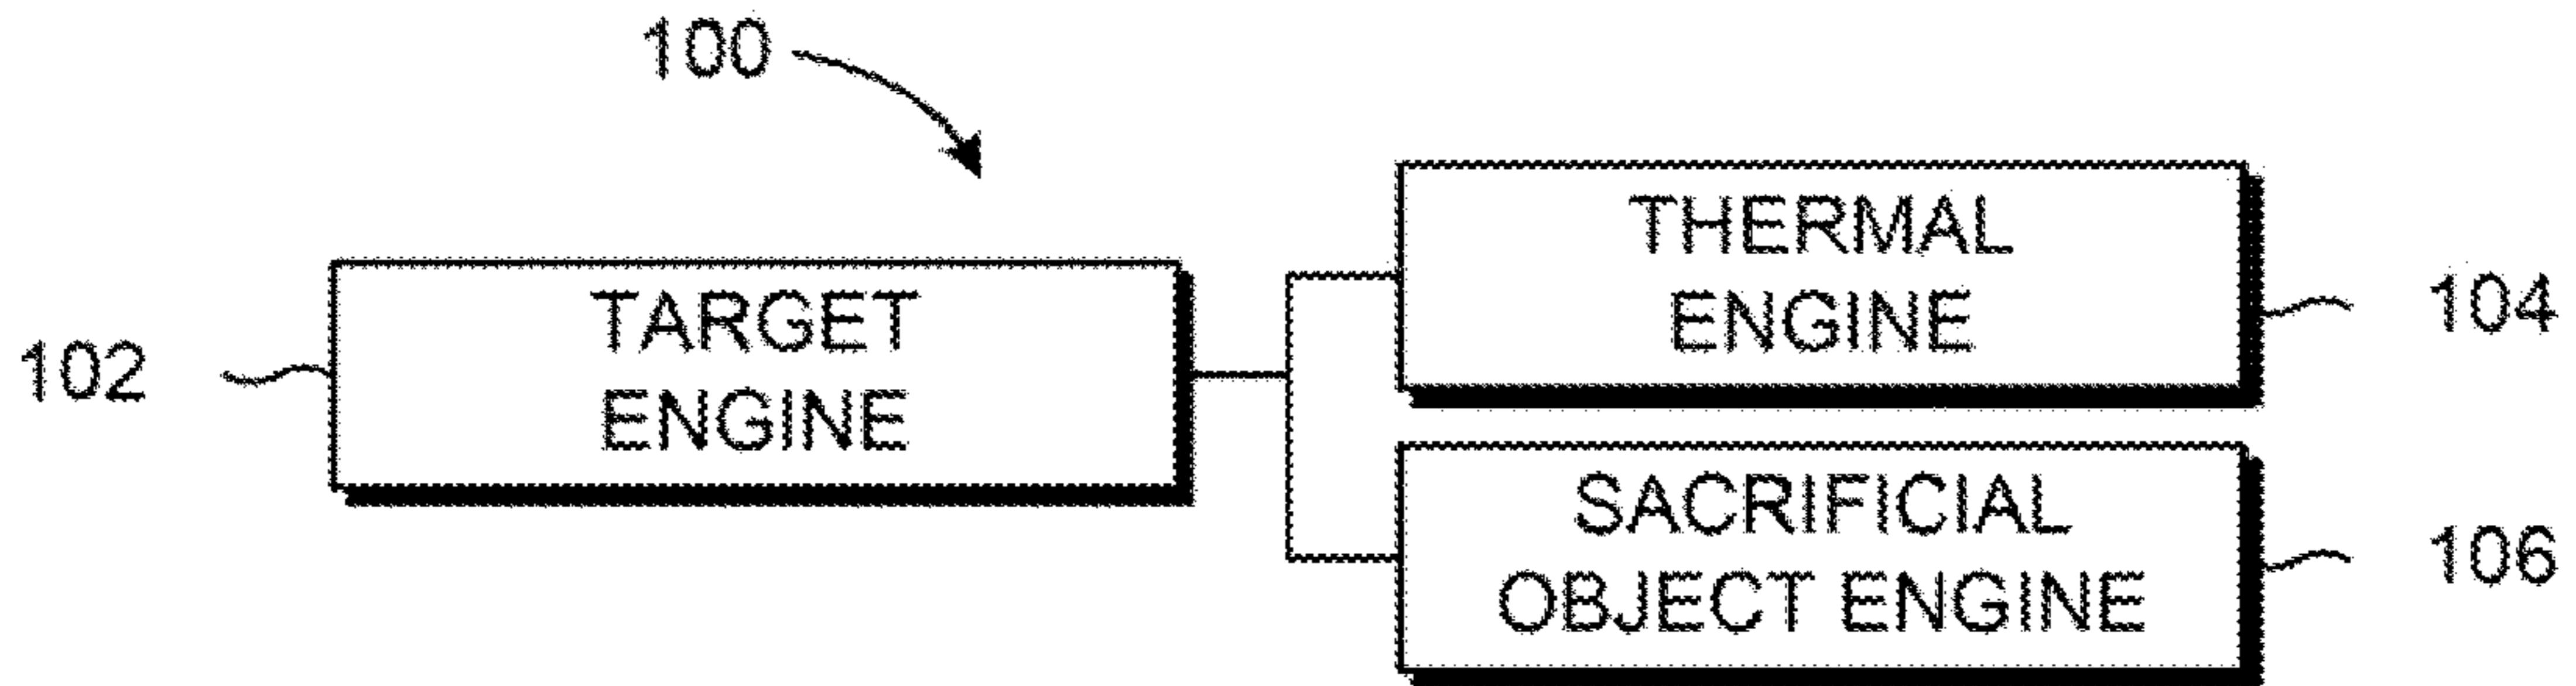 100
THERMAL
ENGINE
104
TARGET
ENGINE
102
SACRIFICIAL
OBJECT ENGINE
106